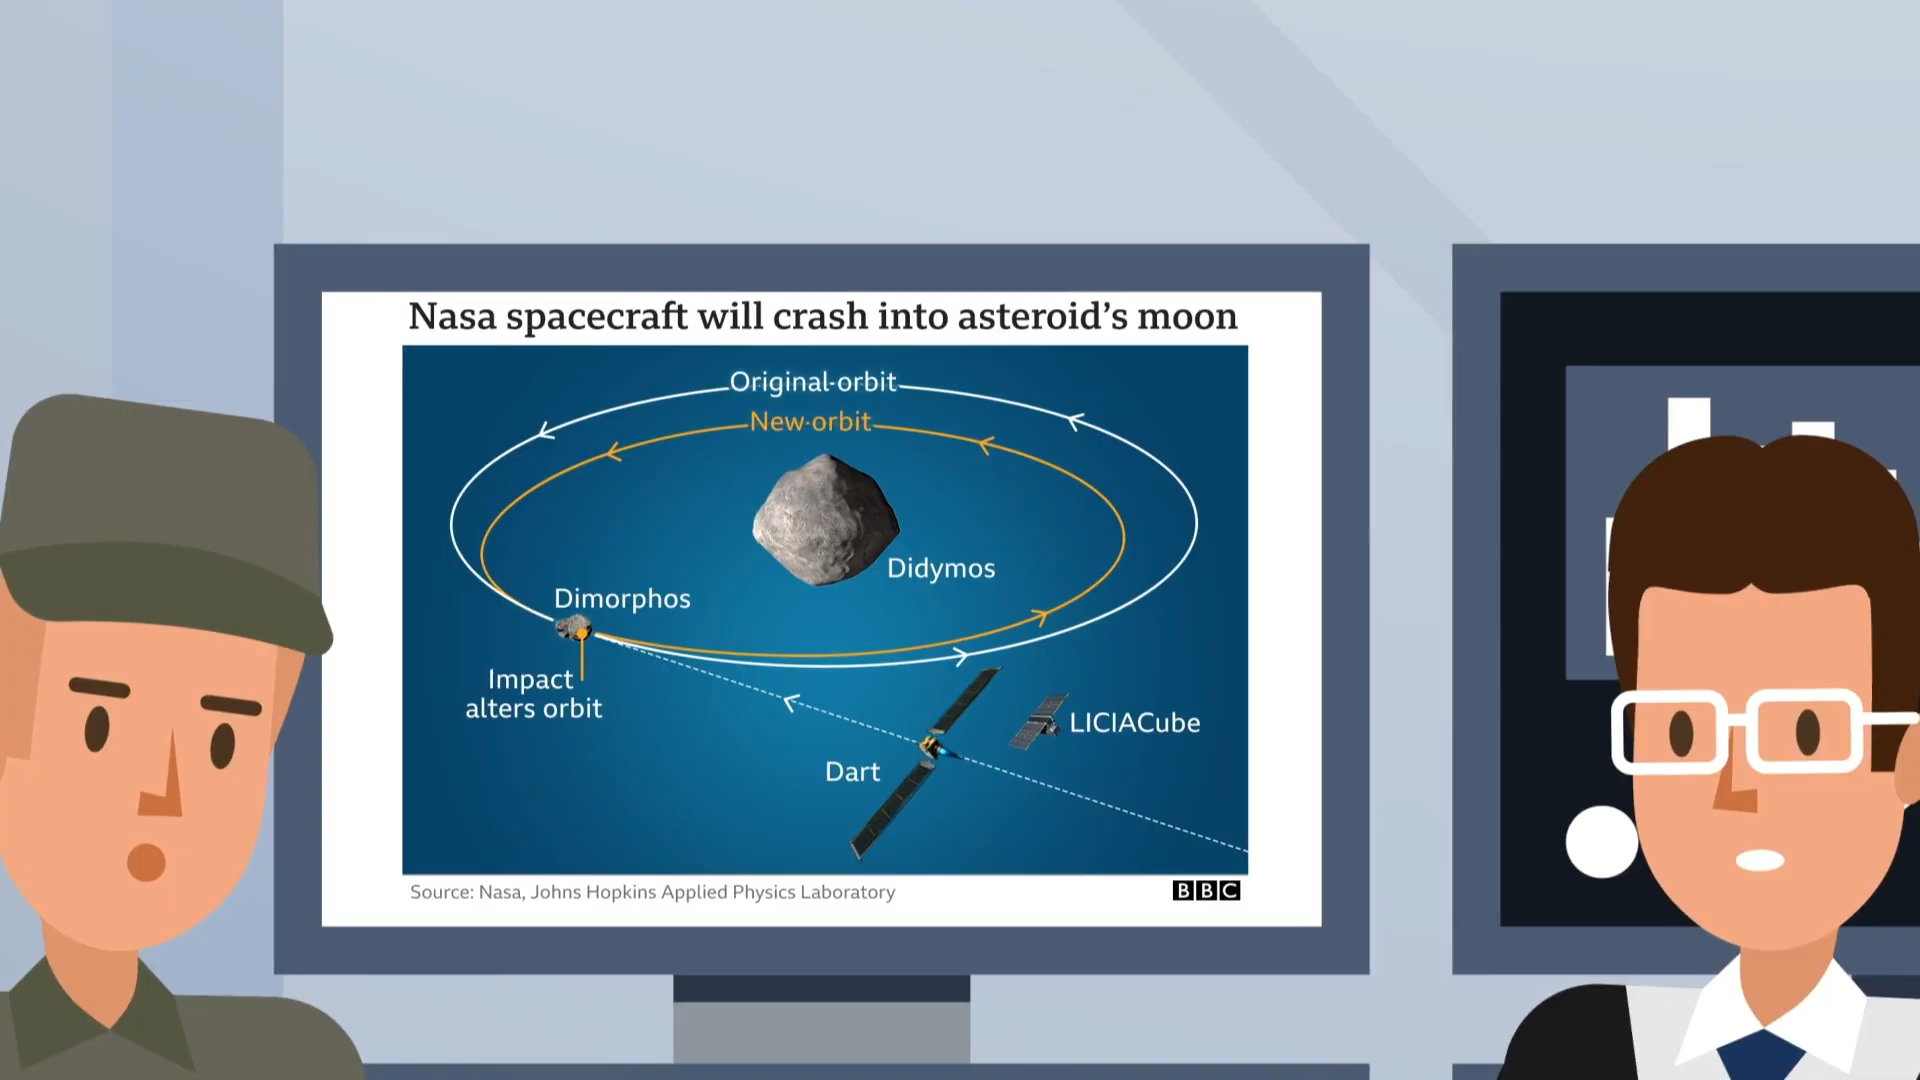 Nasa spacecraft will crash into asteroid's moon
Original orbit
New orbit
Didymos
Dimorphos
Impact
alters orbit
LICIACube
Dart
Source: Nasa, Johns Hopkins Applied Physics Laboratory
BBC